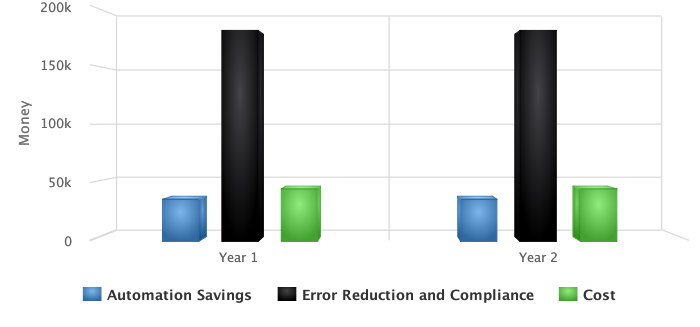 200k
150k
Money
100k
50k
0
Year 1 Year 2
Automation Savings Error Reduction and Compliance Cost